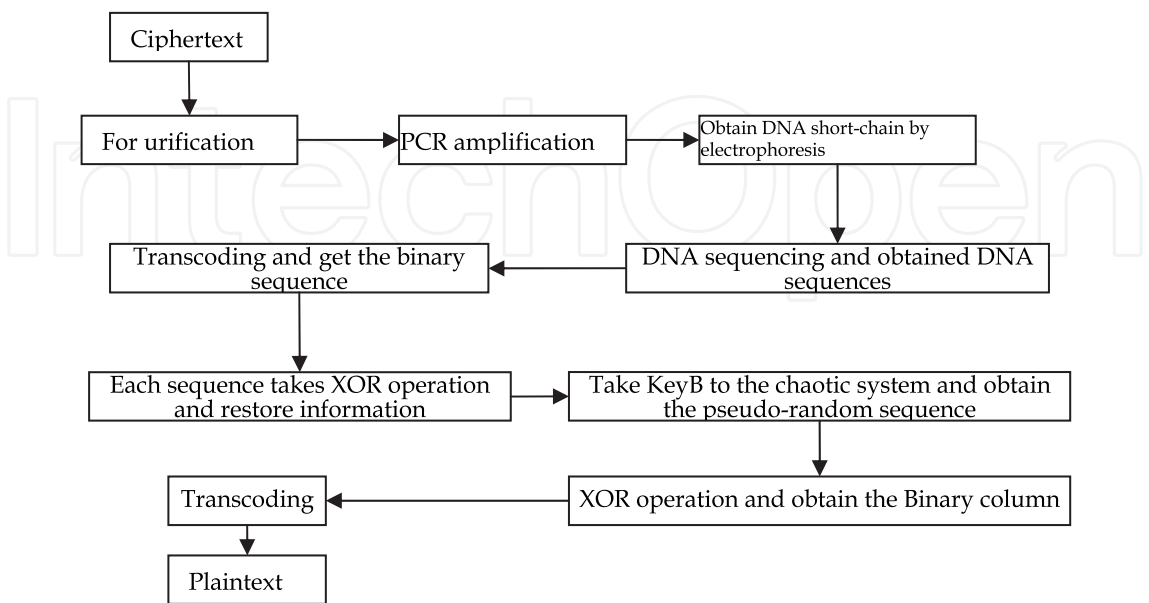 Ciphertext
For urification
PCR amplification
Obtain DNA short-chain by
electrophoresis
Transcoding and get the binary
sequence
DNA sequencing and obtained DNA
sequences
Each sequence takes XOR operation
and restore information
Take KeyB to the chaotic system and obtain
the pseudo-random sequence
Transcoding
XOR operation and obtain the Binary column
Plaintext
IntechOpen